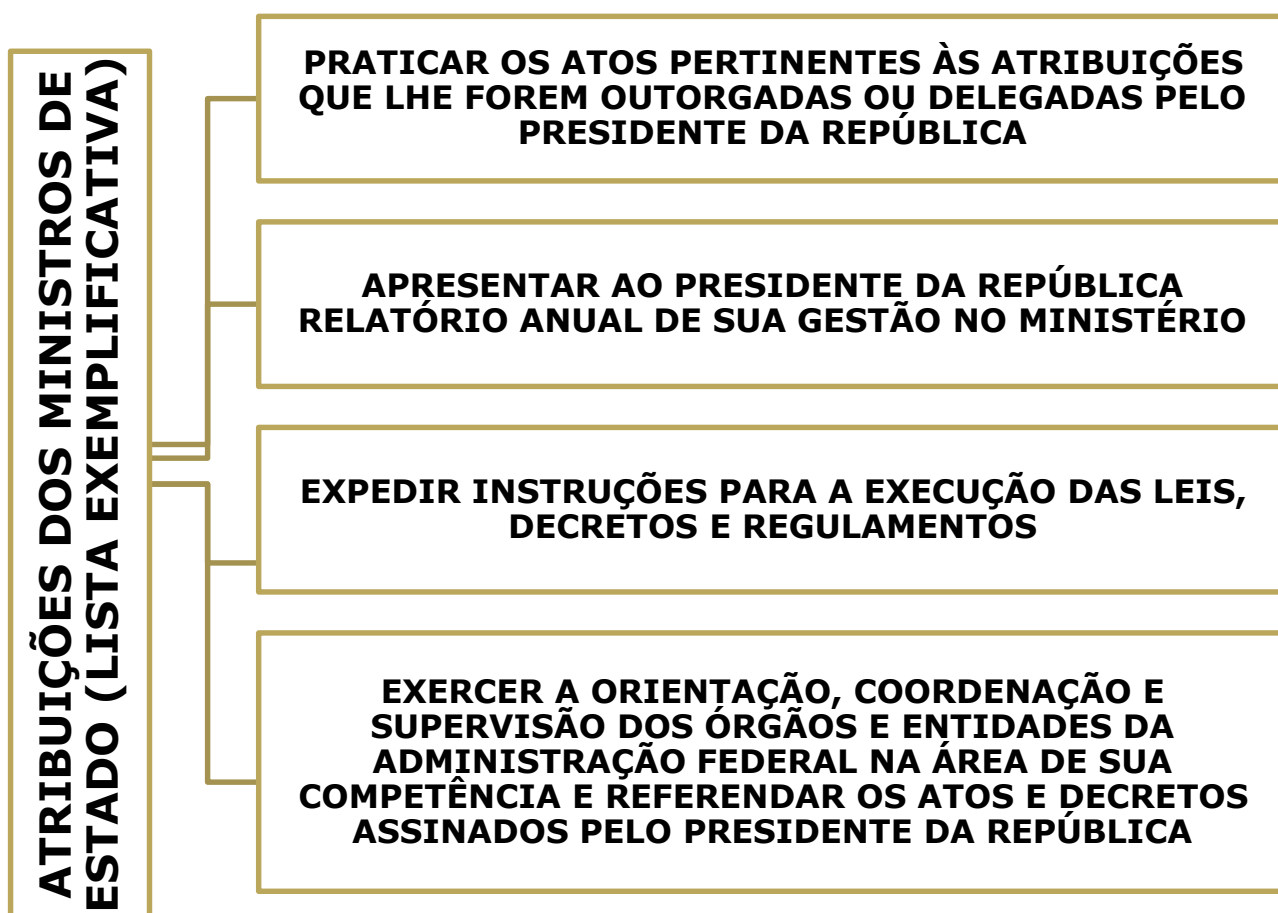 ATRIBUIÇÕES DOS MINISTROS DE
ESTADO (LISTA EXEMPLIFICATIVA)
PRATICAR OS ATOS PERTINENTES ÀS ATRIBUIÇÕES
QUE LHE FOREM OUTORGADAS OU DELEGADAS PELO
PRESIDENTE DA REPÚBLICA
APRESENTAR AO PRESIDENTE DA REPÚBLICA
RELATÓRIO ANUAL DE SUA GESTÃO NO MINISTÉRIO
EXPEDIR INSTRUÇÕES PARA A EXECUÇÃO DAS LEIS,
DECRETOS E REGULAMENTOS
EXERCER A ORIENTAÇÃO, COORDENAÇÃO E
SUPERVISÃO DOS ÓRGÃOS E ENTIDADES DA
ADMINISTRAÇÃO FEDERAL NA ÁREA DE SUA
COMPETÊNCIA E REFERENDAR OS ATOS E DECRETOS
ASSINADOS PELO PRESIDENTE DA REPÚBLICA